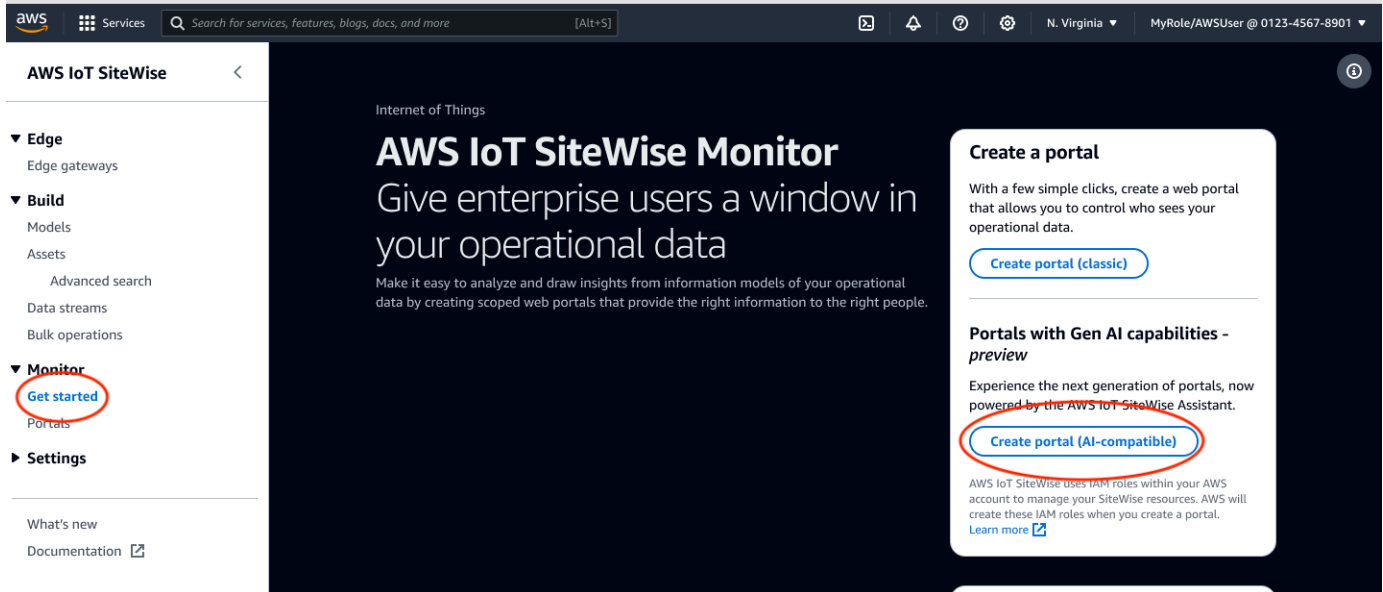 aws
Services
Search for services, features, blogs, docs, and more
[Alt+S]
N. Virginia
MyRole/AWSUser @ 0123-4567-8901
AWS IoT SiteWise
Edge
Edge gateways
Build
Models
Assets
Advanced search
Data streams
Bulk operations
Monitor
Get started
Portals
Settings
What's new
Documentation
Internet of Things
AWS IoT SiteWise Monitor
Give enterprise users a window in
your operational data
Make it easy to analyze and draw insights from information models of your operational
data by creating scoped web portals that provide the right information to the right people.
Create a portal
With a few simple clicks, create a web portal
that allows you to control who sees your
operational data.
Create portal (classic)
Portals with Gen AI capabilities -
preview
Experience the next generation of portals, now
powered by the AWS IoT SiteWise Assistant.
Create portal (AI-compatible)
AWS IoT SiteWise uses IAM roles within your AWS
account to manage your SiteWise resources. AWS will
create these IAM roles when you create a portal.
Learn more